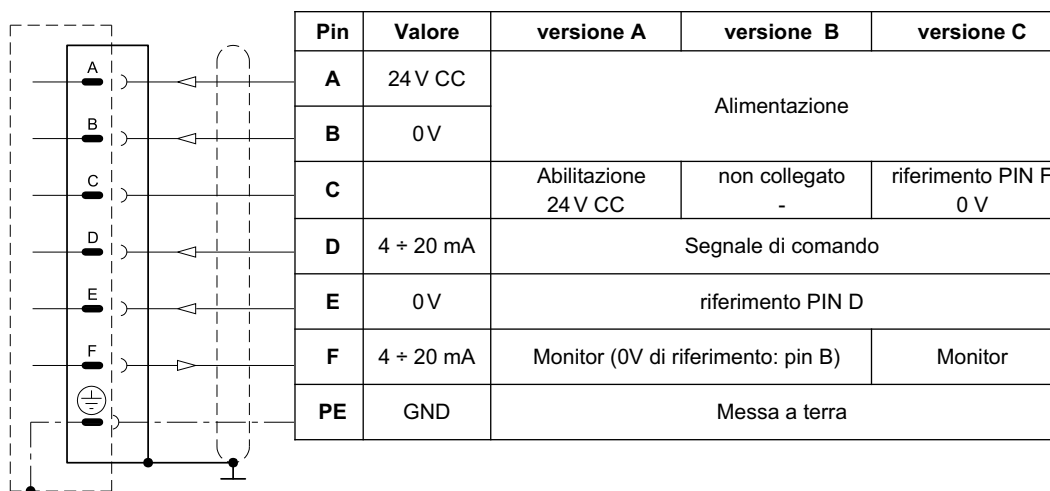 Pin Valore versione A versione B versione C
A A 24 V CC Alimentazione
B B 0 V
C C Abilitazione 24 V CC non collegato - riferimento PIN F 0 V
D D 4 ÷ 20 mA Segnale di comando
E E 0 V riferimento PIN D
F F 4 ÷ 20 mA Monitor (0V di riferimento: pin B) Monitor
PE GND Messa a terra